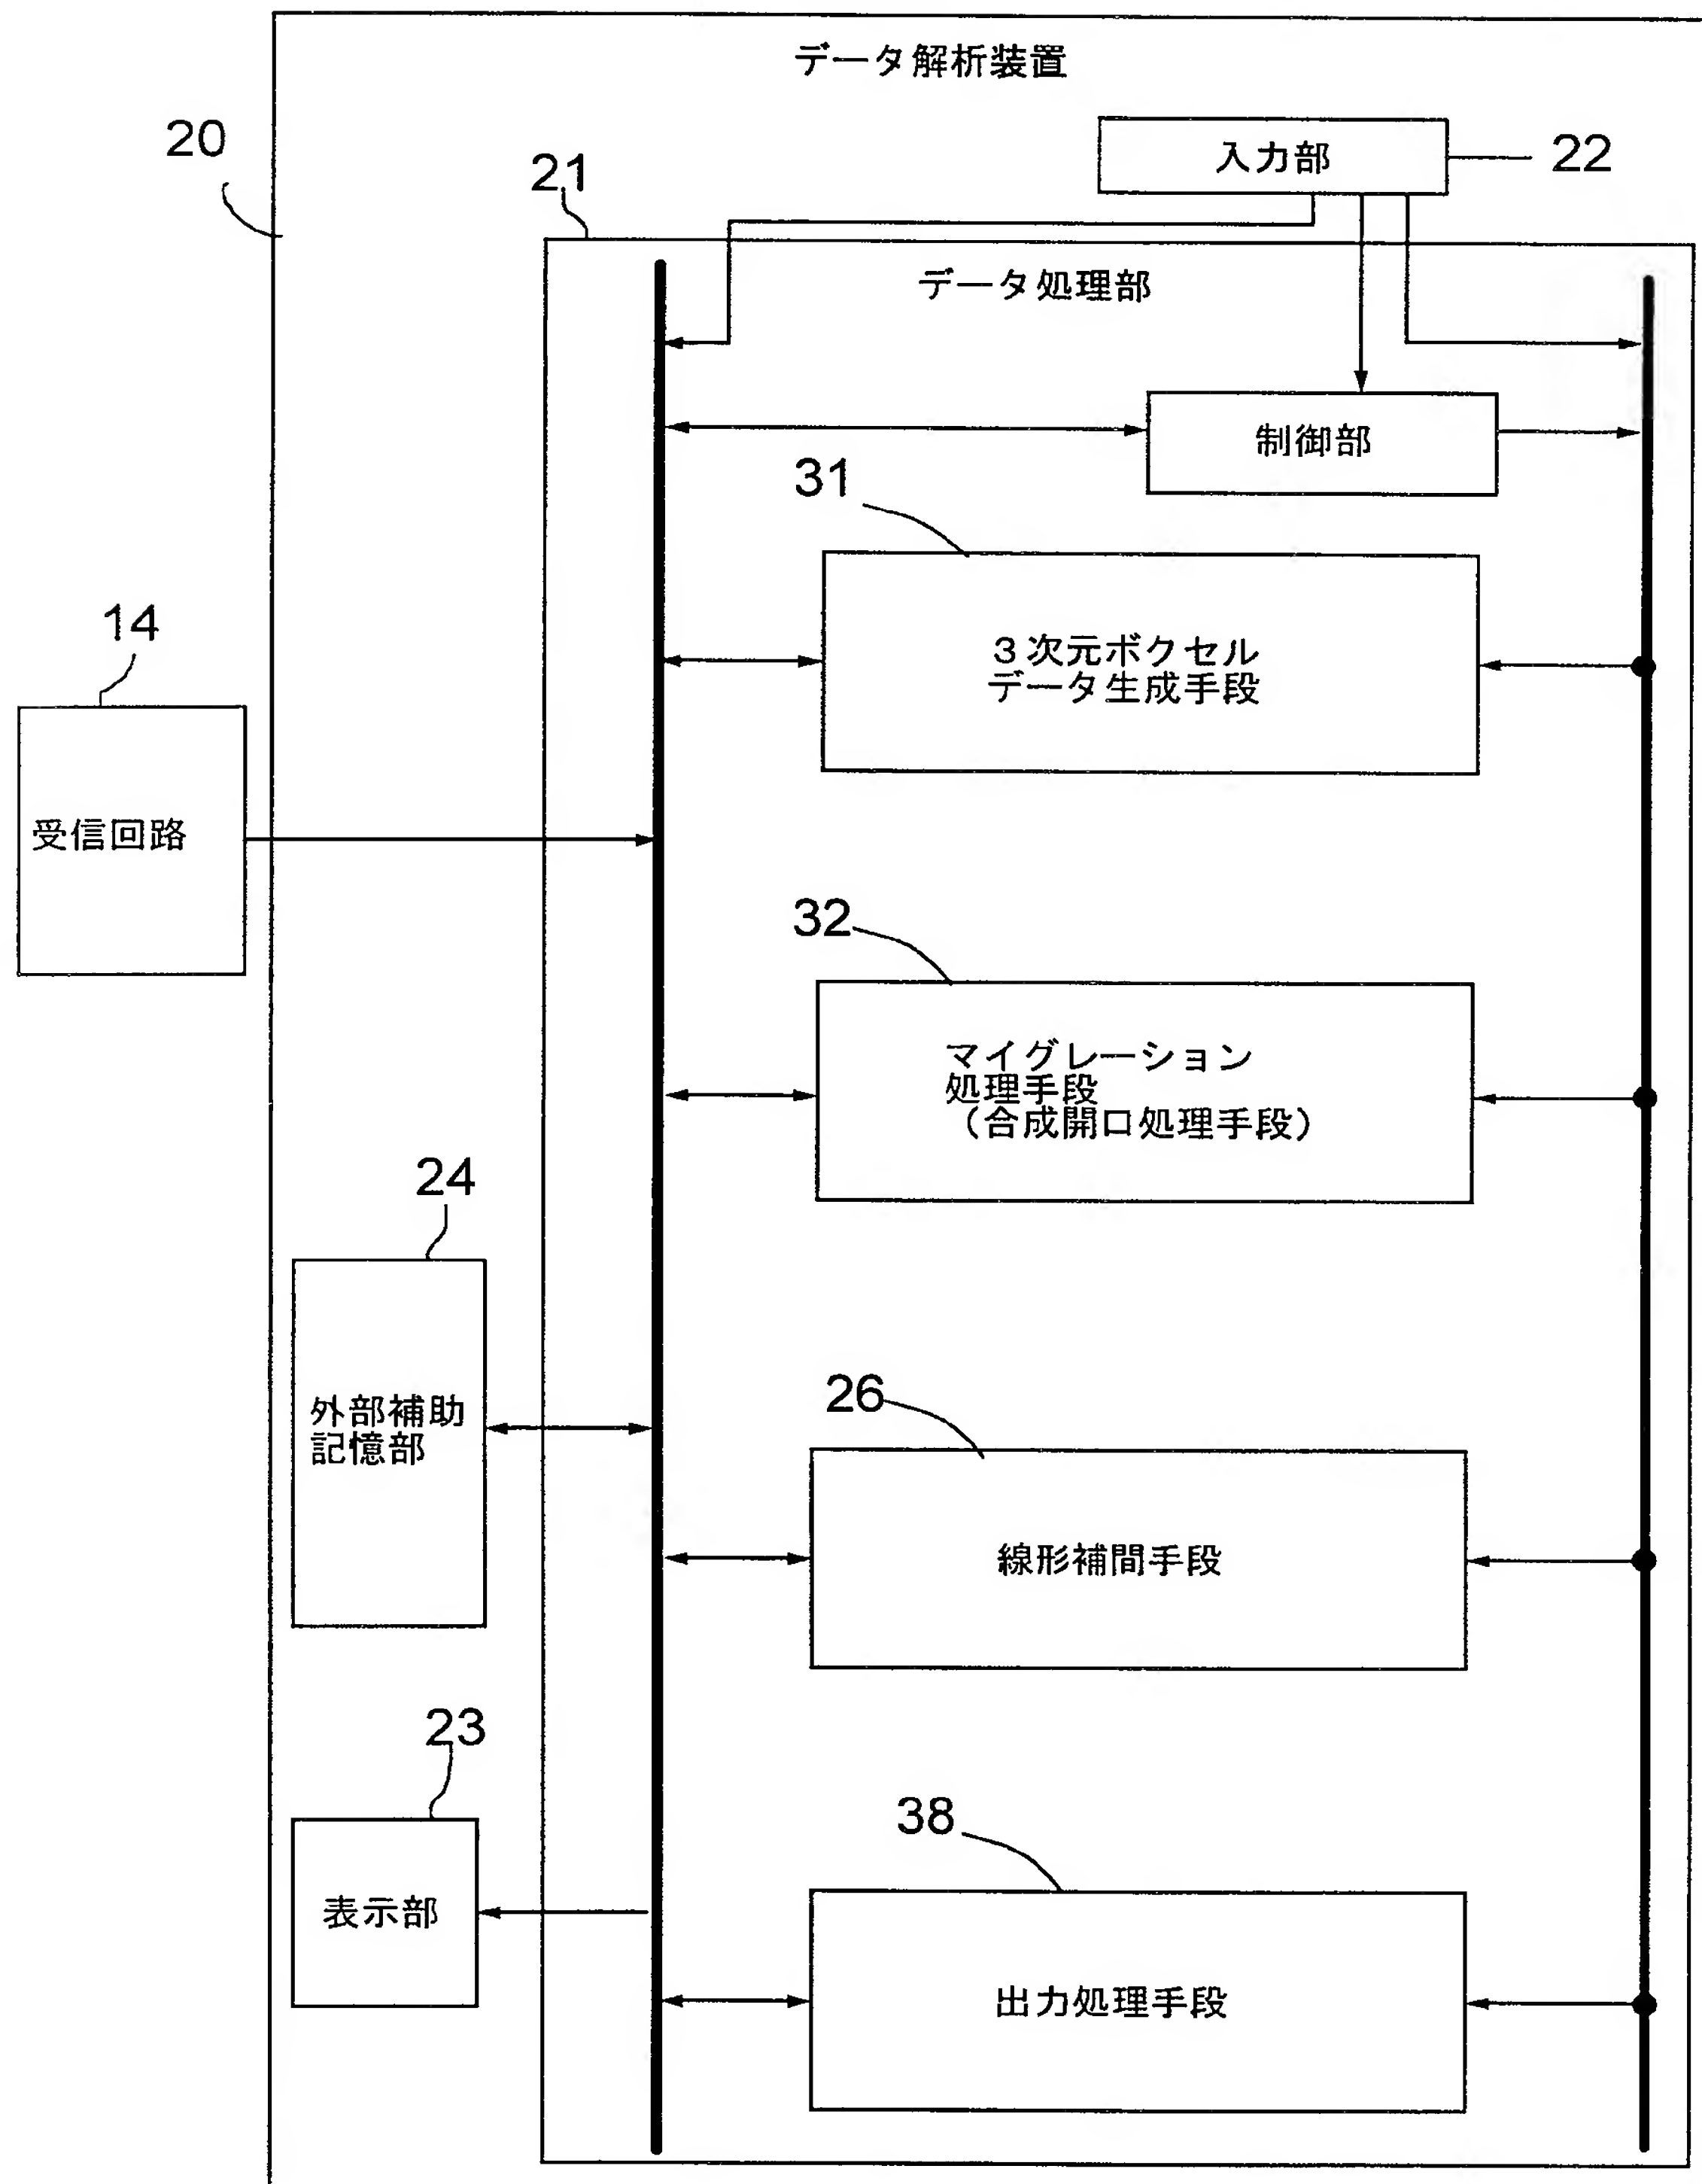 データ解析装置
20
入力部
22
21
データ処理部
制御部
31
3次元ボクセル
データ生成手段
14
受信回路
32
マイグレーション
処理手段
(合成開口処理手段)
24
外部補助
記憶部
26
線形補間手段
23
表示部
38
出力処理手段